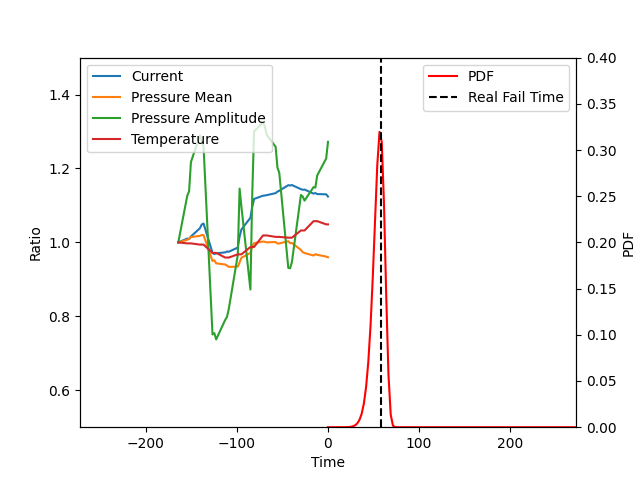 Current
Pressure Mean
Pressure Amplitude
Temperature
PDF
Real Fail Time
1.4
1.2
1.0
0.8
0.6
Ratio
0.40
0.35
0.30
0.25
0.20
0.15
0.10
0.05
0.00
PDF
−200
−100
0
100
200
Time